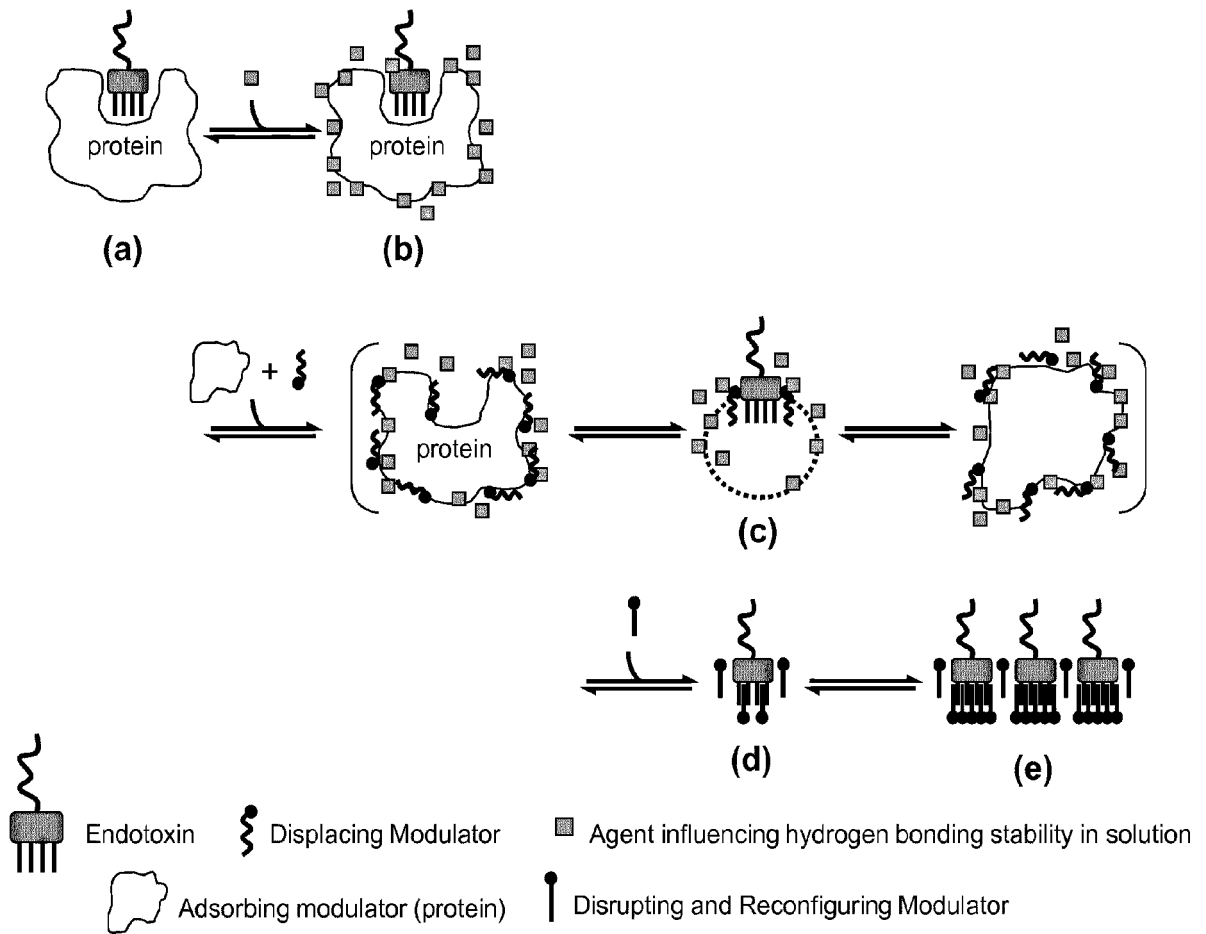 protein
protein
(a)
(b)
+
protein
(c)
(d)
(e)
Endotoxin
Displacing Modulator
Agent influencing hydrogen bonding stability in solution
Adsorbing modulator (protein)
Disrupting and Reconfiguring Modulator